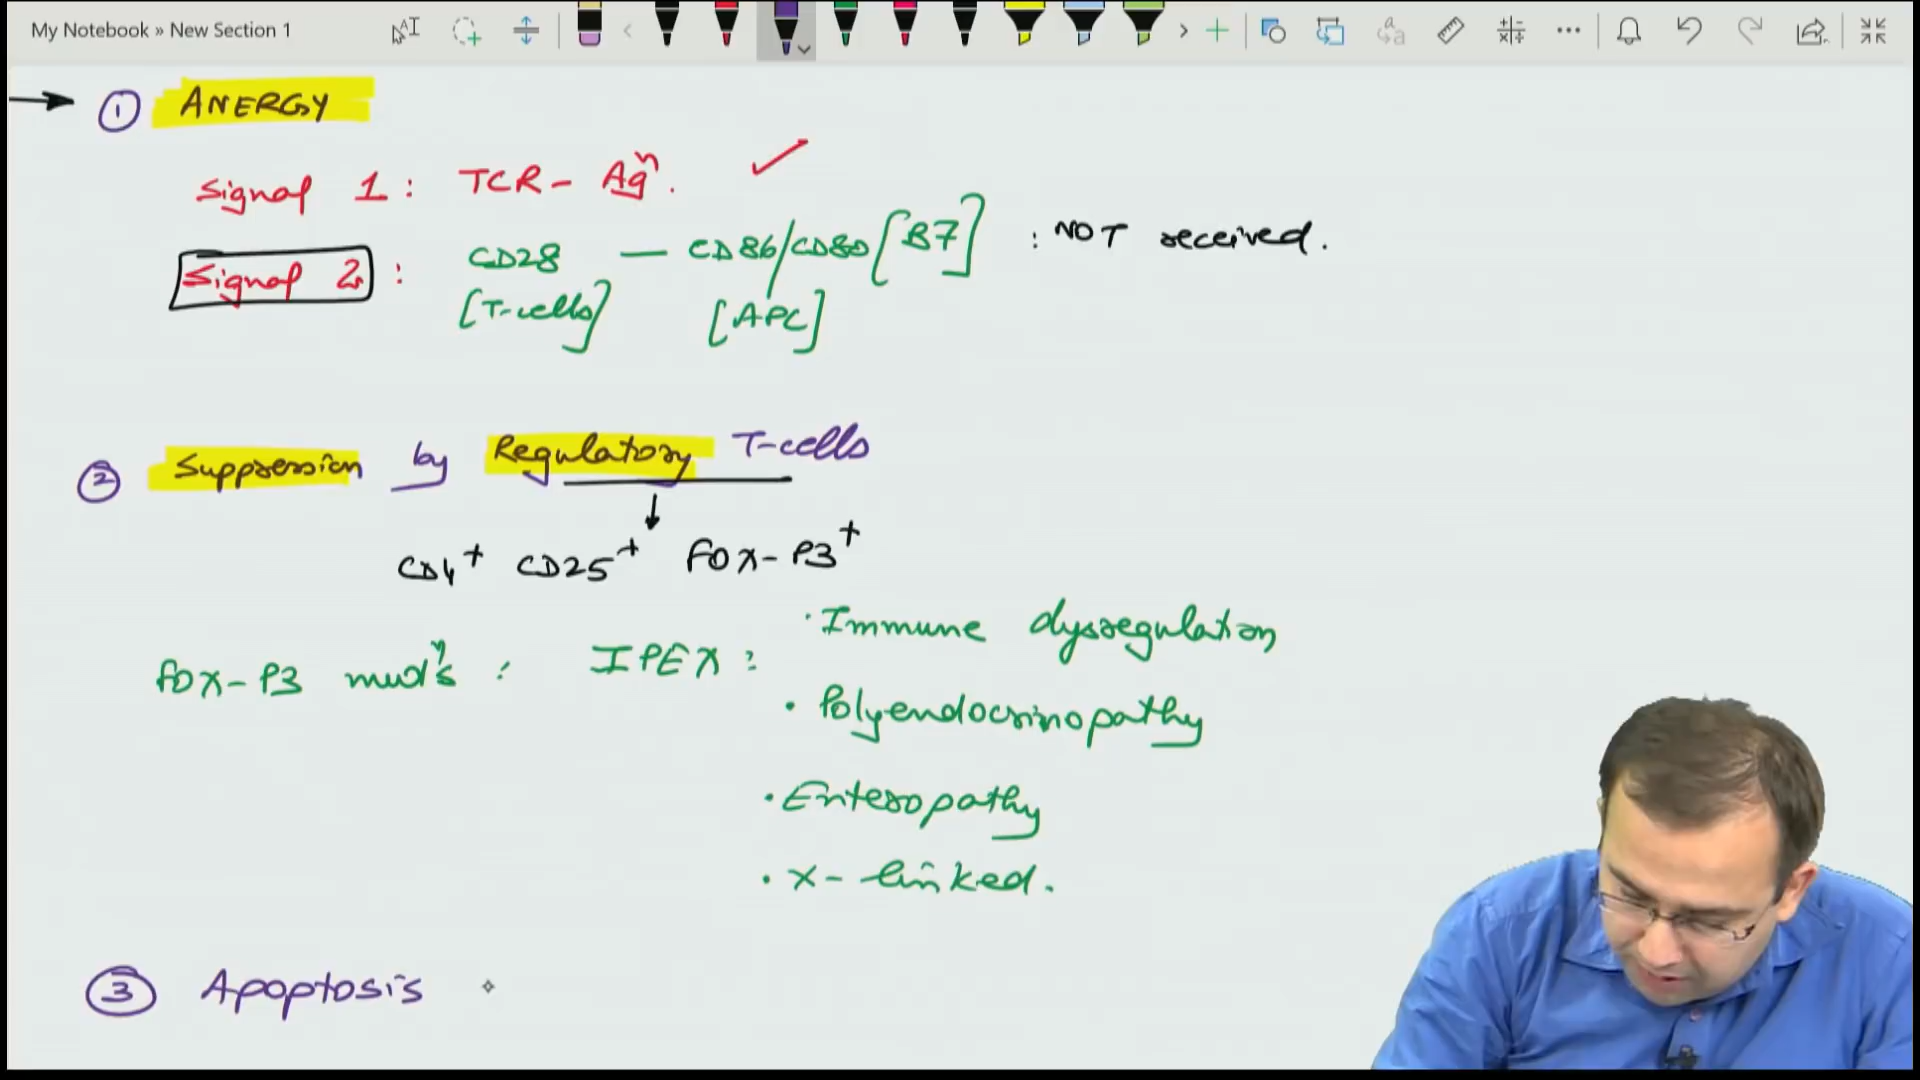 My Notebook » New Section 1
① ANERGY
Signal 1 : TCR - Agⁿ.
Signal 2 : CD28 — CD86/CD80 [B7] : NOT received.
[T-cells] [APC]
② Suppression by Regulatory T-cells
CD4⁺ CD25⁺ FOX-P3⁺
· Immune dysregulation
FOX-P3 mutⁿs : IPEX :
· Polyendocrinopathy
· Enteropathy
· X-linked.
③ Apoptosis